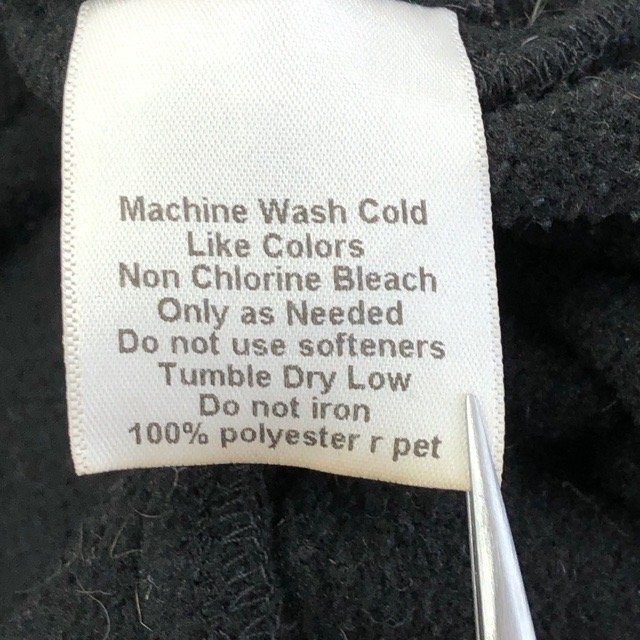 Machine Wash Cold
Like Colors
Non Chlorine Bleach
Only as Needed
Do not use softeners
Tumble Dry Low
Do not iron
100% polyester r pet